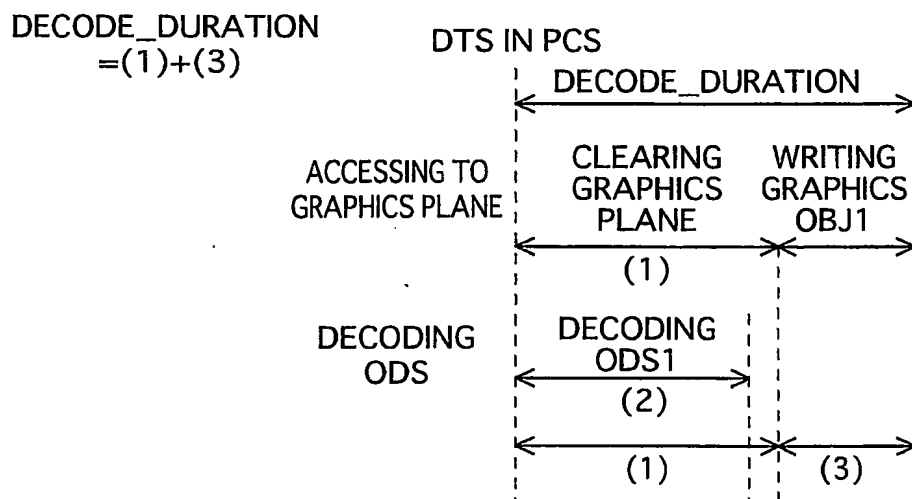 DECODE_DURATION
=(1)+(3)
DTS IN PCS
DECODE_DURATION
ACCESSING TO
GRAPHICS PLANE
CLEARING
GRAPHICS
PLANE
WRITING
GRAPHICS
OBJ1
(1)
DECODING
ODS
DECODING
ODS1
(2)
(1)
(3)